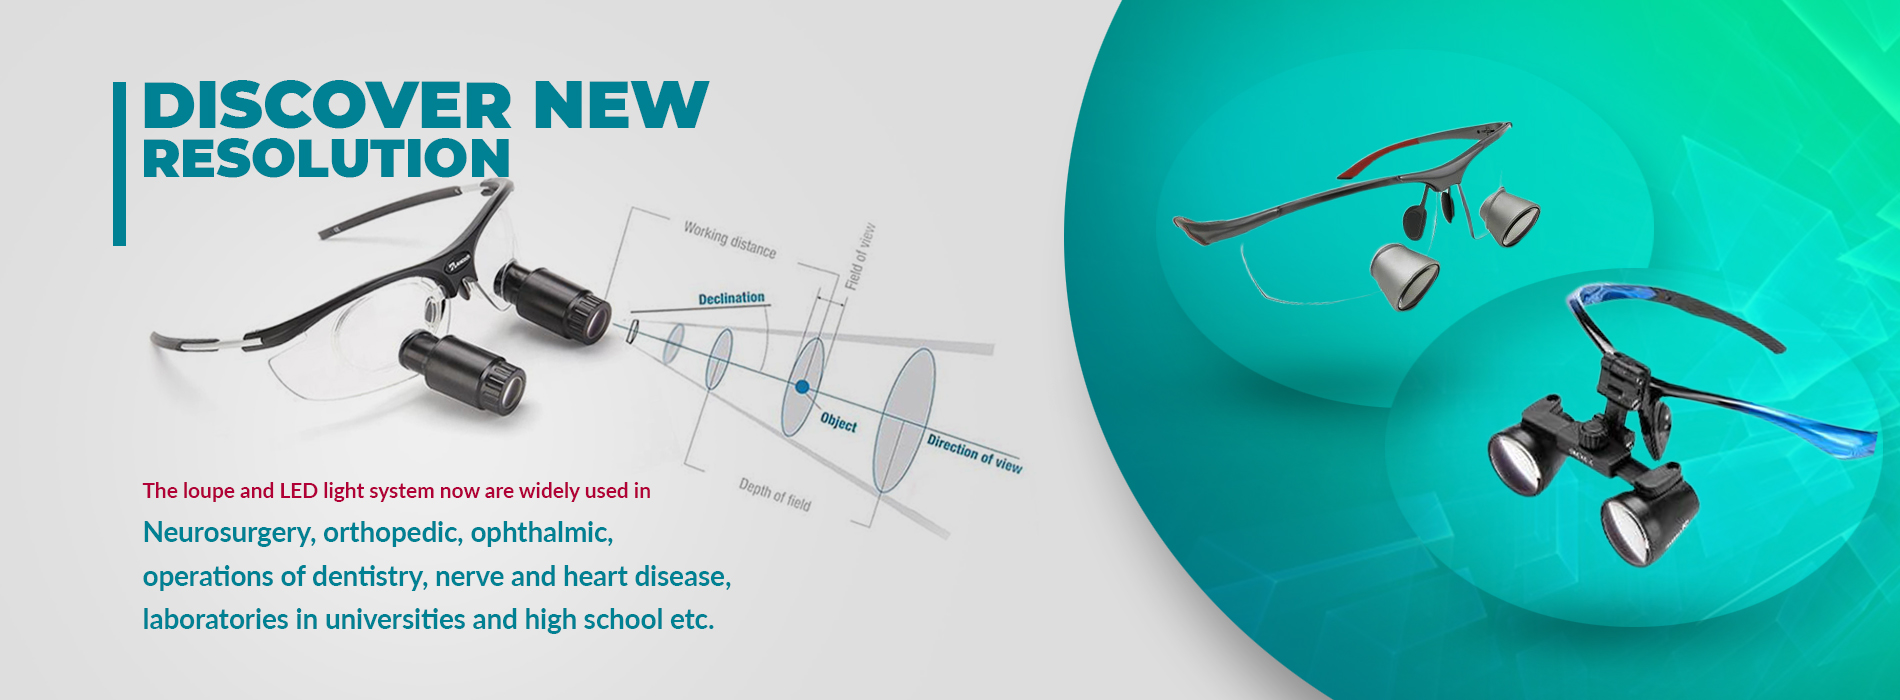 DISCOVER NEW
RESOLUTION
Working distance
Field of view
Declination
Object
Direction of view
Depth of field
The loupe and LED light system now are widely used in
Neurosurgery, orthopedic, ophthalmic,
operations of dentistry, nerve and heart disease,
laboratories in universities and high school etc.